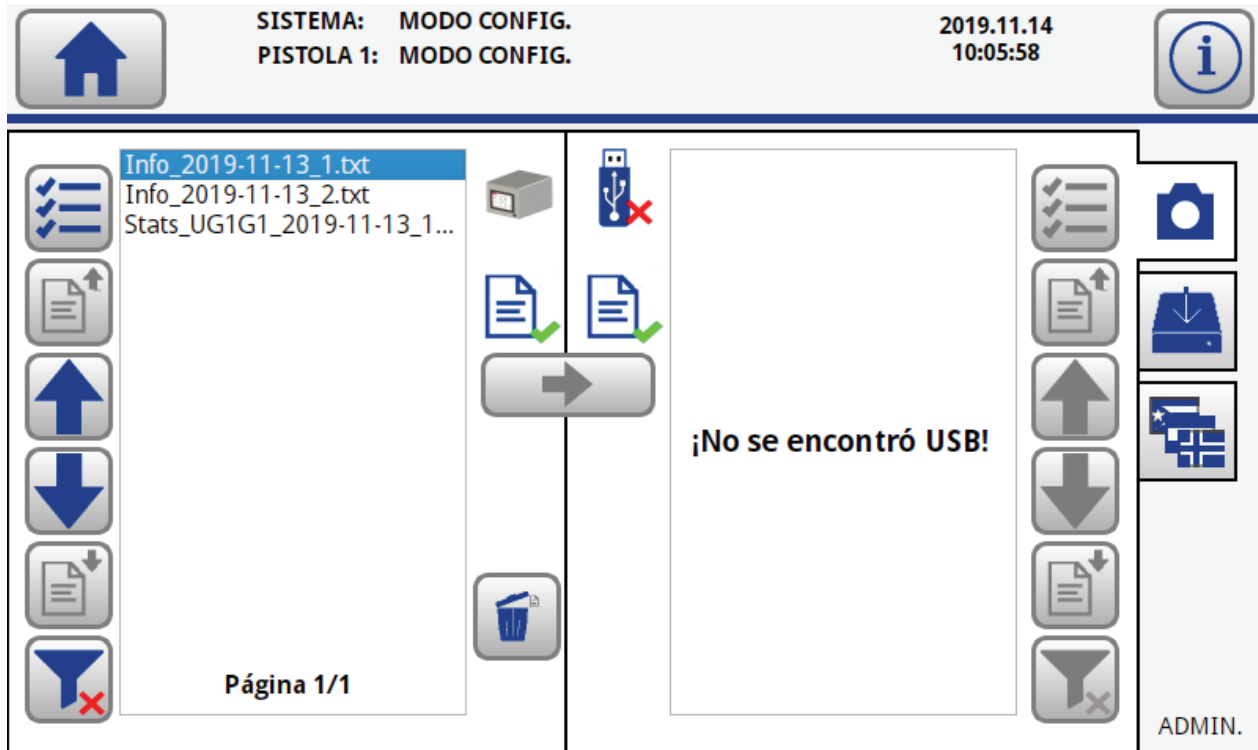 SISTEMA: MODO CONFIG.
PISTOLA 1: MODO CONFIG.
2019.11.14
10:05:58
Info_2019-11-13_1.txt
Info_2019-11-13_2.txt
Stats_UG1G1_2019-11-13_1...
Página 1/1
¡No se encontró USB!
ADMIN.